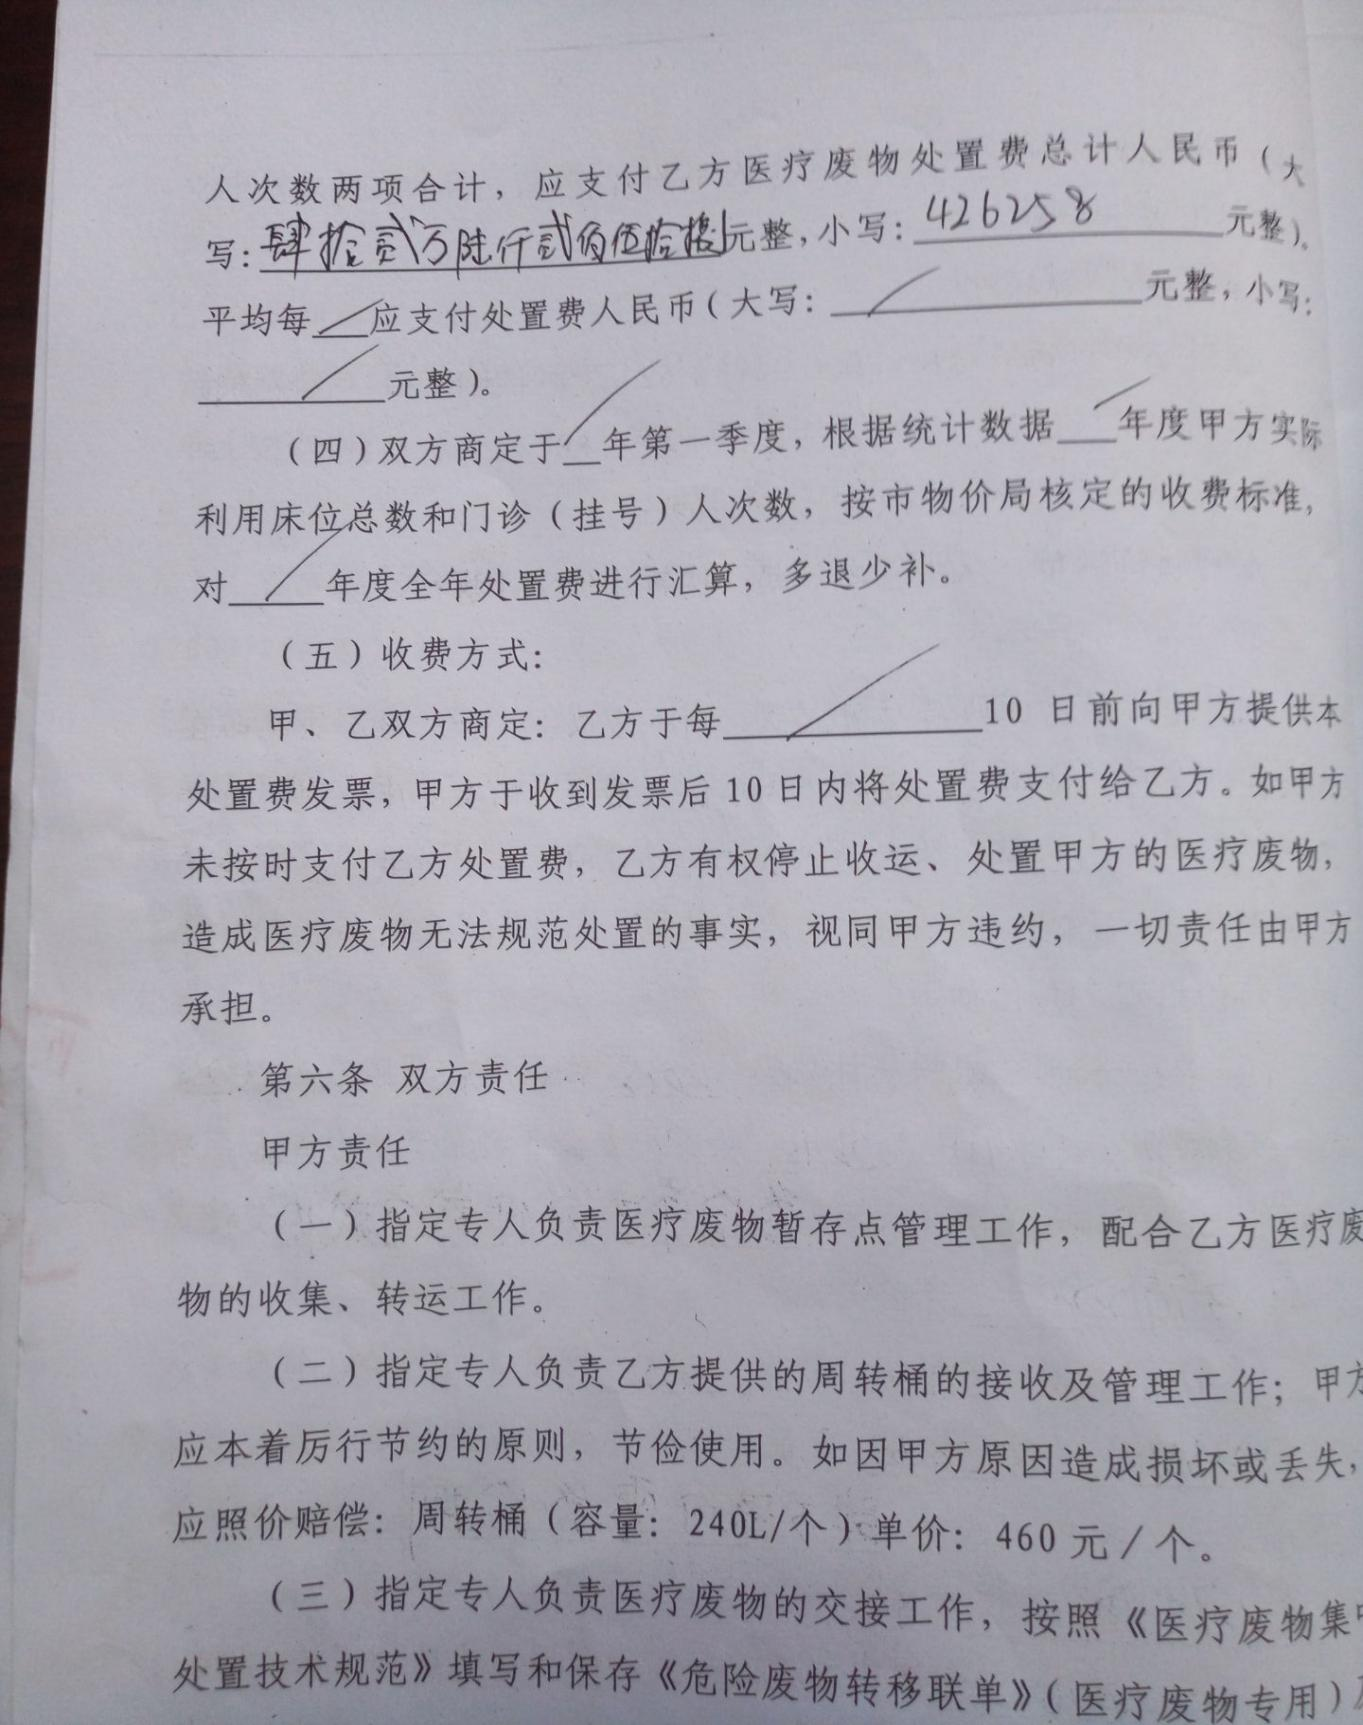 人次数两项合计，应支付乙方医疗废物处置费总计人民币（大
写：肆拾贰万陆仟贰佰伍拾捌元整，小写：426258元整）。
平均每 / 应支付处置费人民币（大写： / 元整，小写：
/ 元整）。
（四）双方商定于 / 年第一季度，根据统计数据 / 年度甲方实际
利用床位总数和门诊（挂号）人次数，按市物价局核定的收费标准，
对 / 年度全年处置费进行汇算，多退少补。
（五）收费方式：
甲、乙双方商定：乙方于每 / 10 日前向甲方提供本
处置费发票，甲方于收到发票后 10 日内将处置费支付给乙方。如甲方
未按时支付乙方处置费，乙方有权停止收运、处置甲方的医疗废物，
造成医疗废物无法规范处置的事实，视同甲方违约，一切责任由甲方
承担。
第六条 双方责任
甲方责任
（一）指定专人负责医疗废物暂存点管理工作，配合乙方医疗废
物的收集、转运工作。
（二）指定专人负责乙方提供的周转桶的接收及管理工作；甲方
应本着厉行节约的原则，节俭使用。如因甲方原因造成损坏或丢失，
应照价赔偿：周转桶（容量：240L/个）单价：460 元／个。
（三）指定专人负责医疗废物的交接工作，按照《医疗废物集中
处置技术规范》填写和保存《危险废物转移联单》（医疗废物专用）